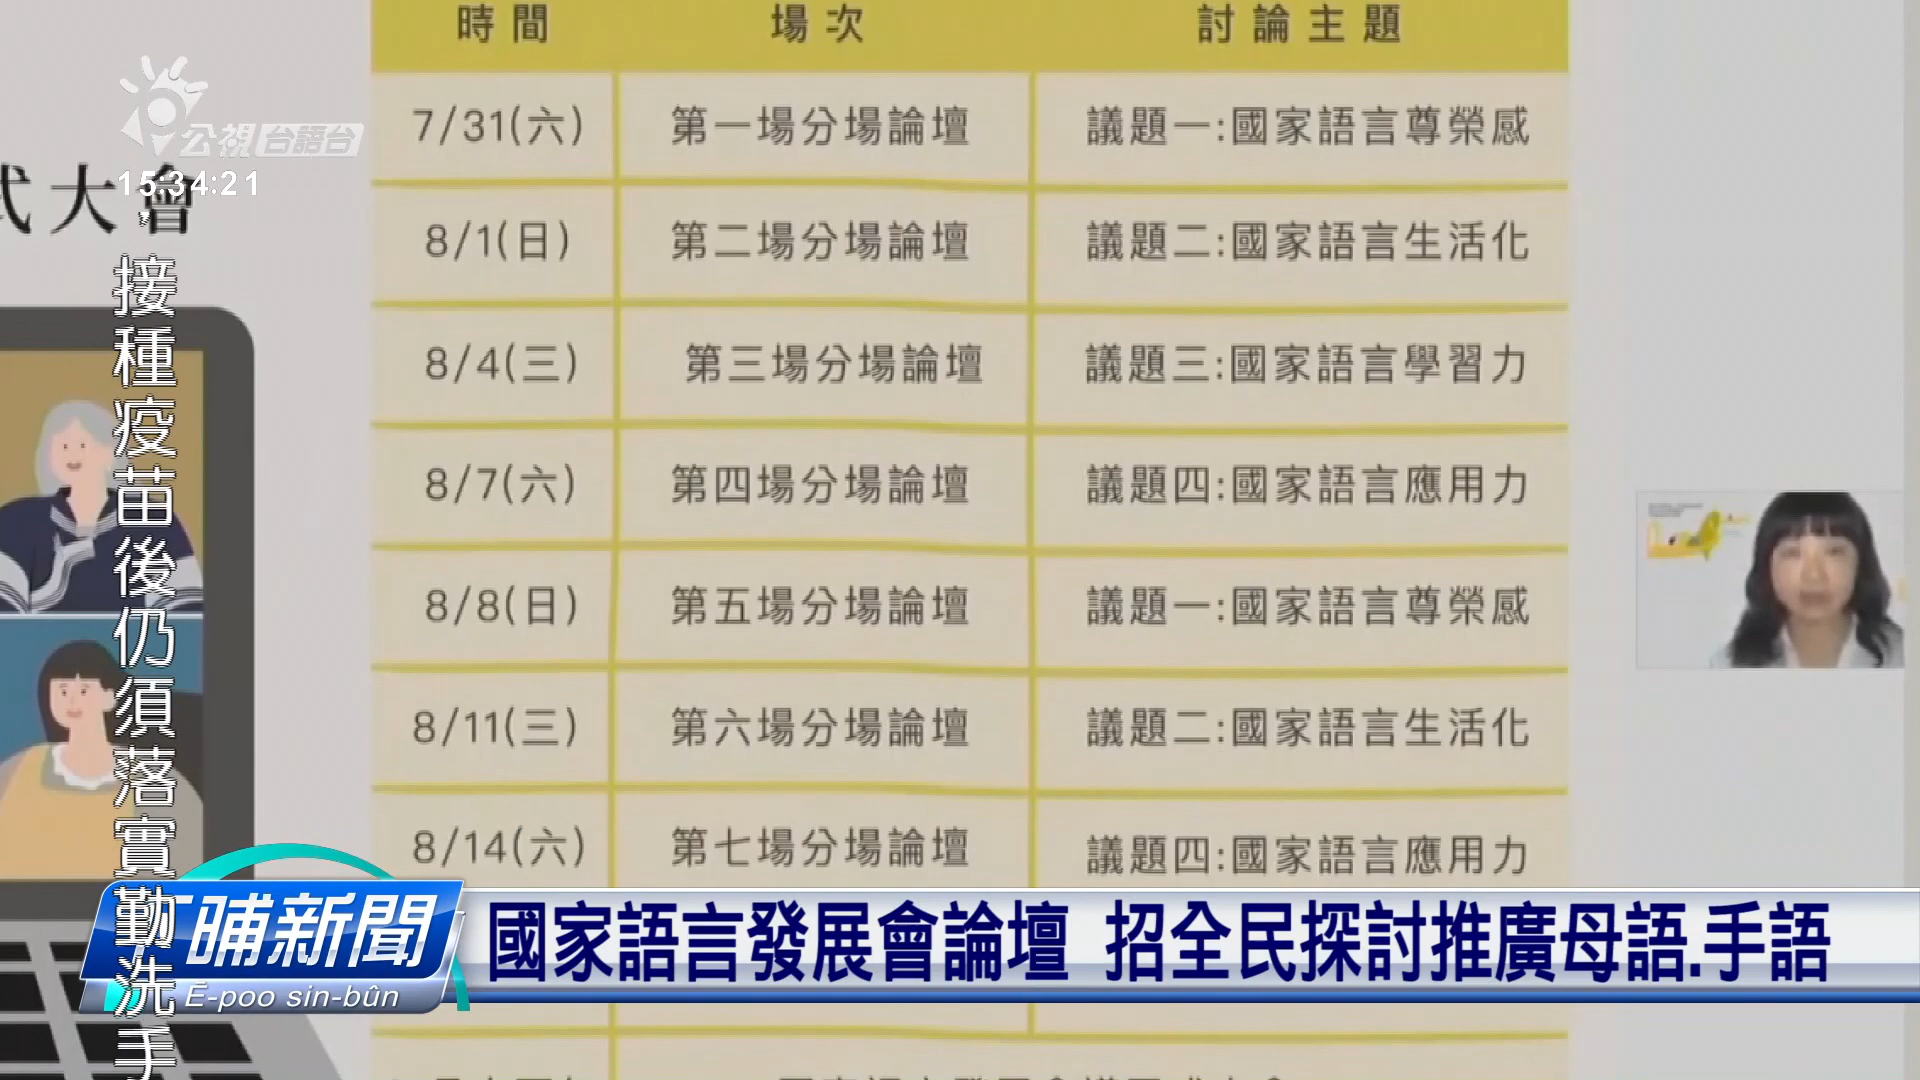 時間 場次 討論主題
7/31(六) 第一場分場論壇 議題一:國家語言尊榮感
8/1(日) 第二場分場論壇 議題二:國家語言生活化
8/4(三) 第三場分場論壇 議題三:國家語言學習力
8/7(六) 第四場分場論壇 議題四:國家語言應用力
8/8(日) 第五場分場論壇 議題一:國家語言尊榮感
8/11(三) 第六場分場論壇 議題二:國家語言生活化
8/14(六) 第七場分場論壇 議題四:國家語言應用力
公視 台語台
15:34:21
式大會
接種疫苗後仍須落實勤洗手
晡新聞
Ē-poo sin-bûn
國家語言發展會論壇 招全民探討推廣母語.手語